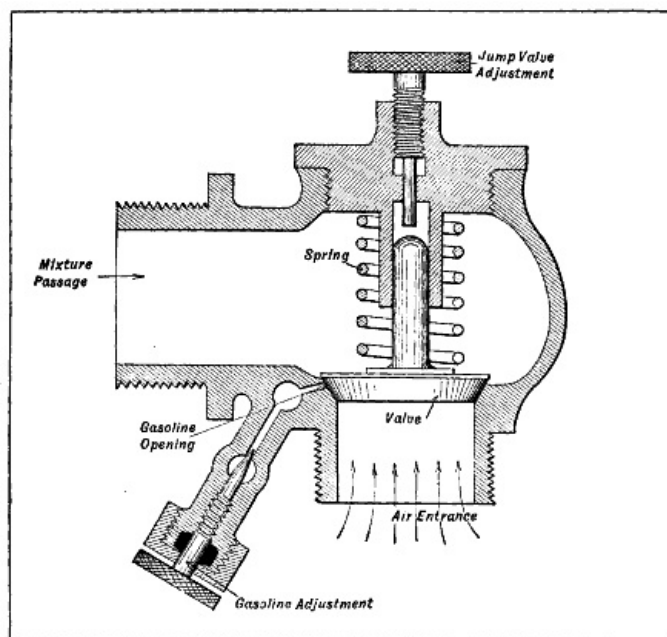 Jump Valve
Adjustment
Spring
Mixture
Passage
Gasoline
Opening
Valve
Air Entrance
Gasoline Adjustment